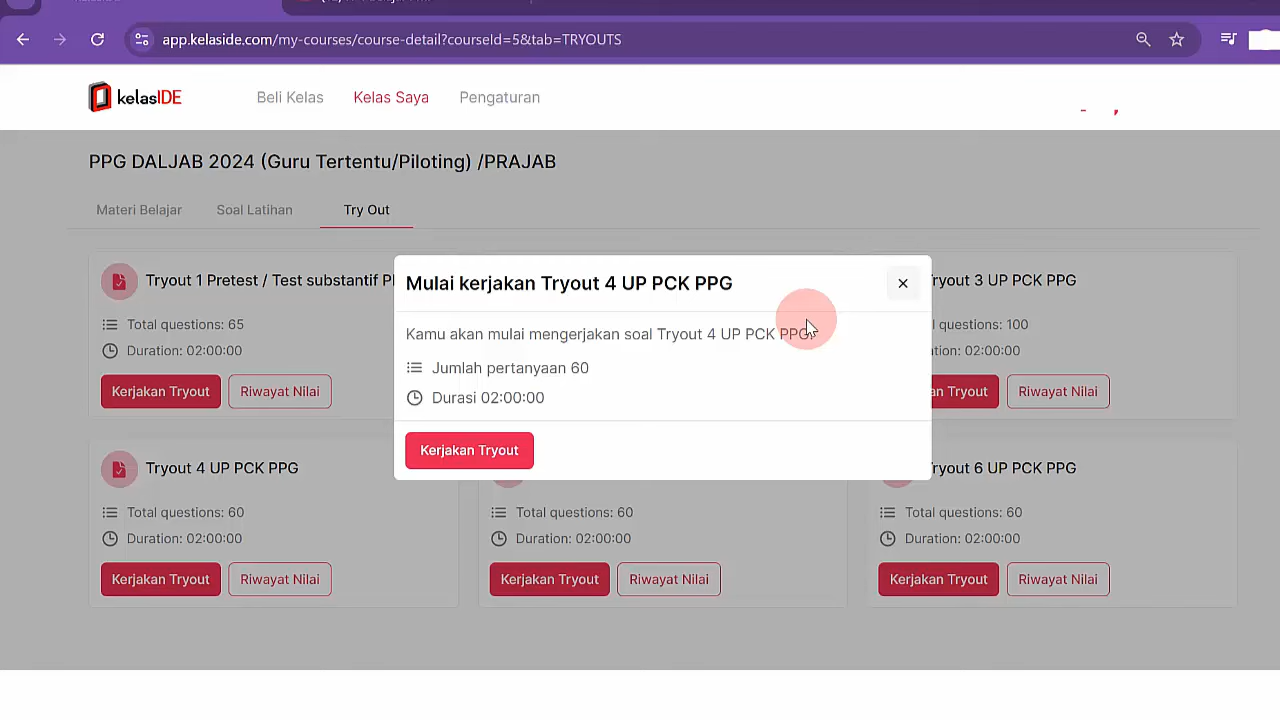 app.kelaside.com/my-courses/course-detail?courseId=5&tab=TRYOUTS
kelasIDE
Beli Kelas
Kelas Saya
Pengaturan
PPG DALJAB 2024 (Guru Tertentu/Piloting) /PRAJAB
Materi Belajar
Soal Latihan
Try Out
Tryout 1 Pretest / Test substantif
Total questions: 65
Duration: 02:00:00
Kerjakan Tryout
Riwayat Nilai
Mulai kerjakan Tryout 4 UP PCK PPG
Kamu akan mulai mengerjakan soal Tryout 4 UP PCK PPG
Jumlah pertanyaan 60
Durasi 02:00:00
Kerjakan Tryout
3 UP PCK PPG
questions: 100
02:00:00
Tryout
Riwayat Nilai
Tryout 4 UP PCK PPG
Total questions: 60
Duration: 02:00:00
Kerjakan Tryout
Riwayat Nilai
Total questions: 60
Duration: 02:00:00
Kerjakan Tryout
Riwayat Nilai
6 UP PCK PPG
Total questions: 60
Duration: 02:00:00
Kerjakan Tryout
Riwayat Nilai